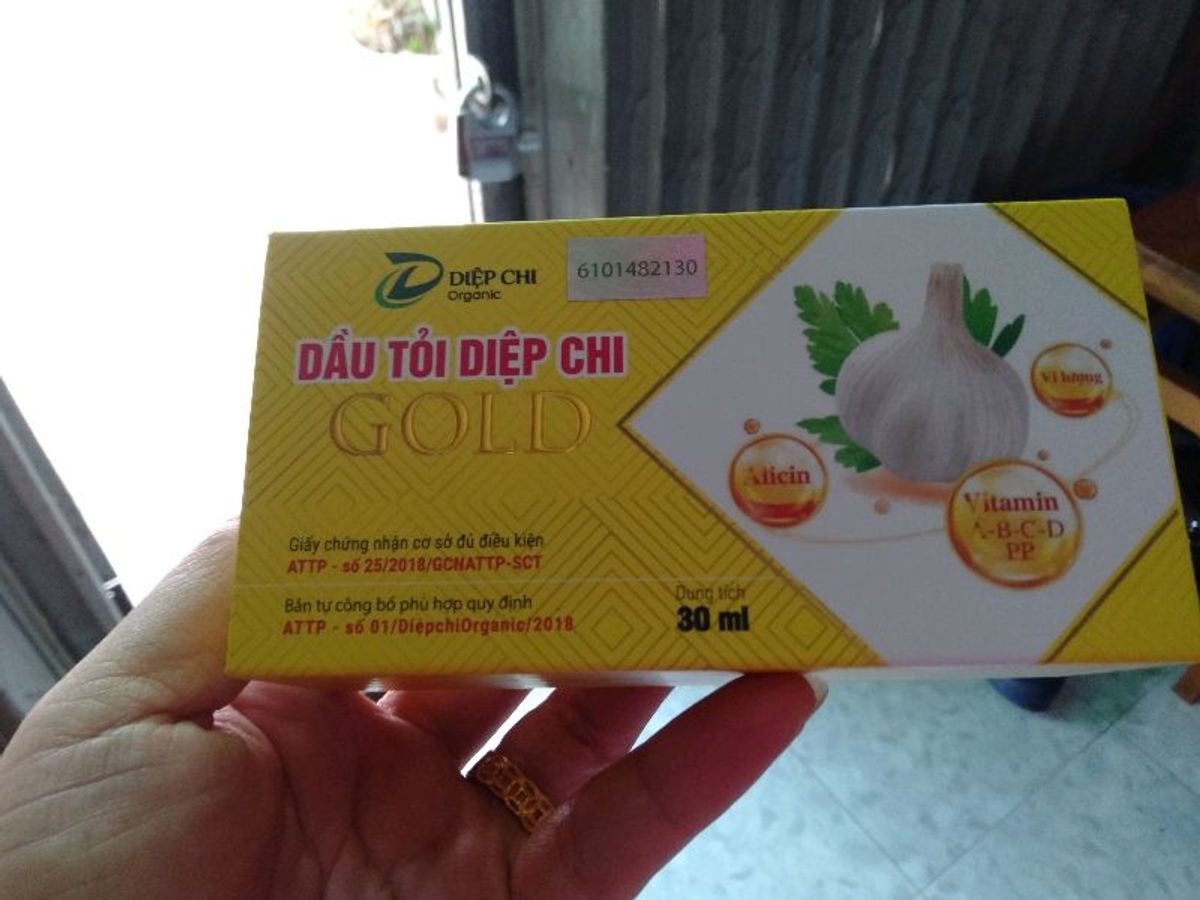 DIỆP CHI
Organic
6101482130
DẦU TỎI DIỆP CHI
GOLD
Vi lượng
Alicin
Vitamin
A-B-C-D
PP
Giấy chứng nhận cơ sở đủ điều kiện
ATTP - số 25/2018/GCNATTP-SCT
Bản tự công bố phù hợp quy định
ATTP - số 01/DiệpchiOrganic/2018
Dung tích
30 ml